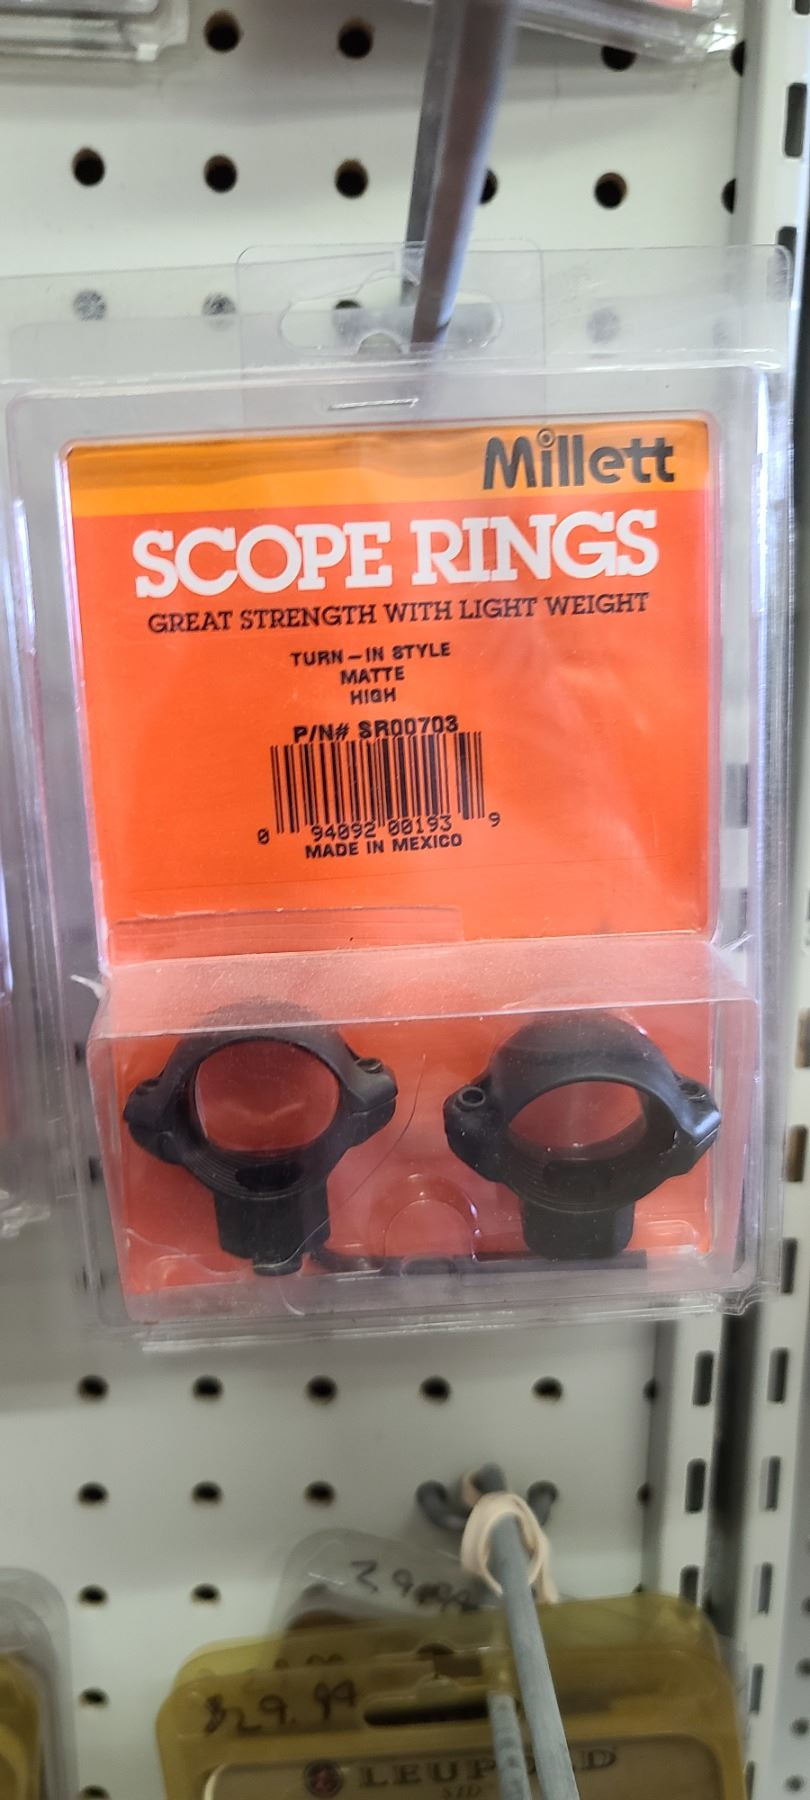 Millett
SCOPE RINGS
GREAT STRENGTH WITH LIGHT WEIGHT
TURN-IN STYLE
MATTE
HIGH
P/N# SR00703
0 94092 00193 9
MADE IN MEXICO
$29.99
LEUPOLD